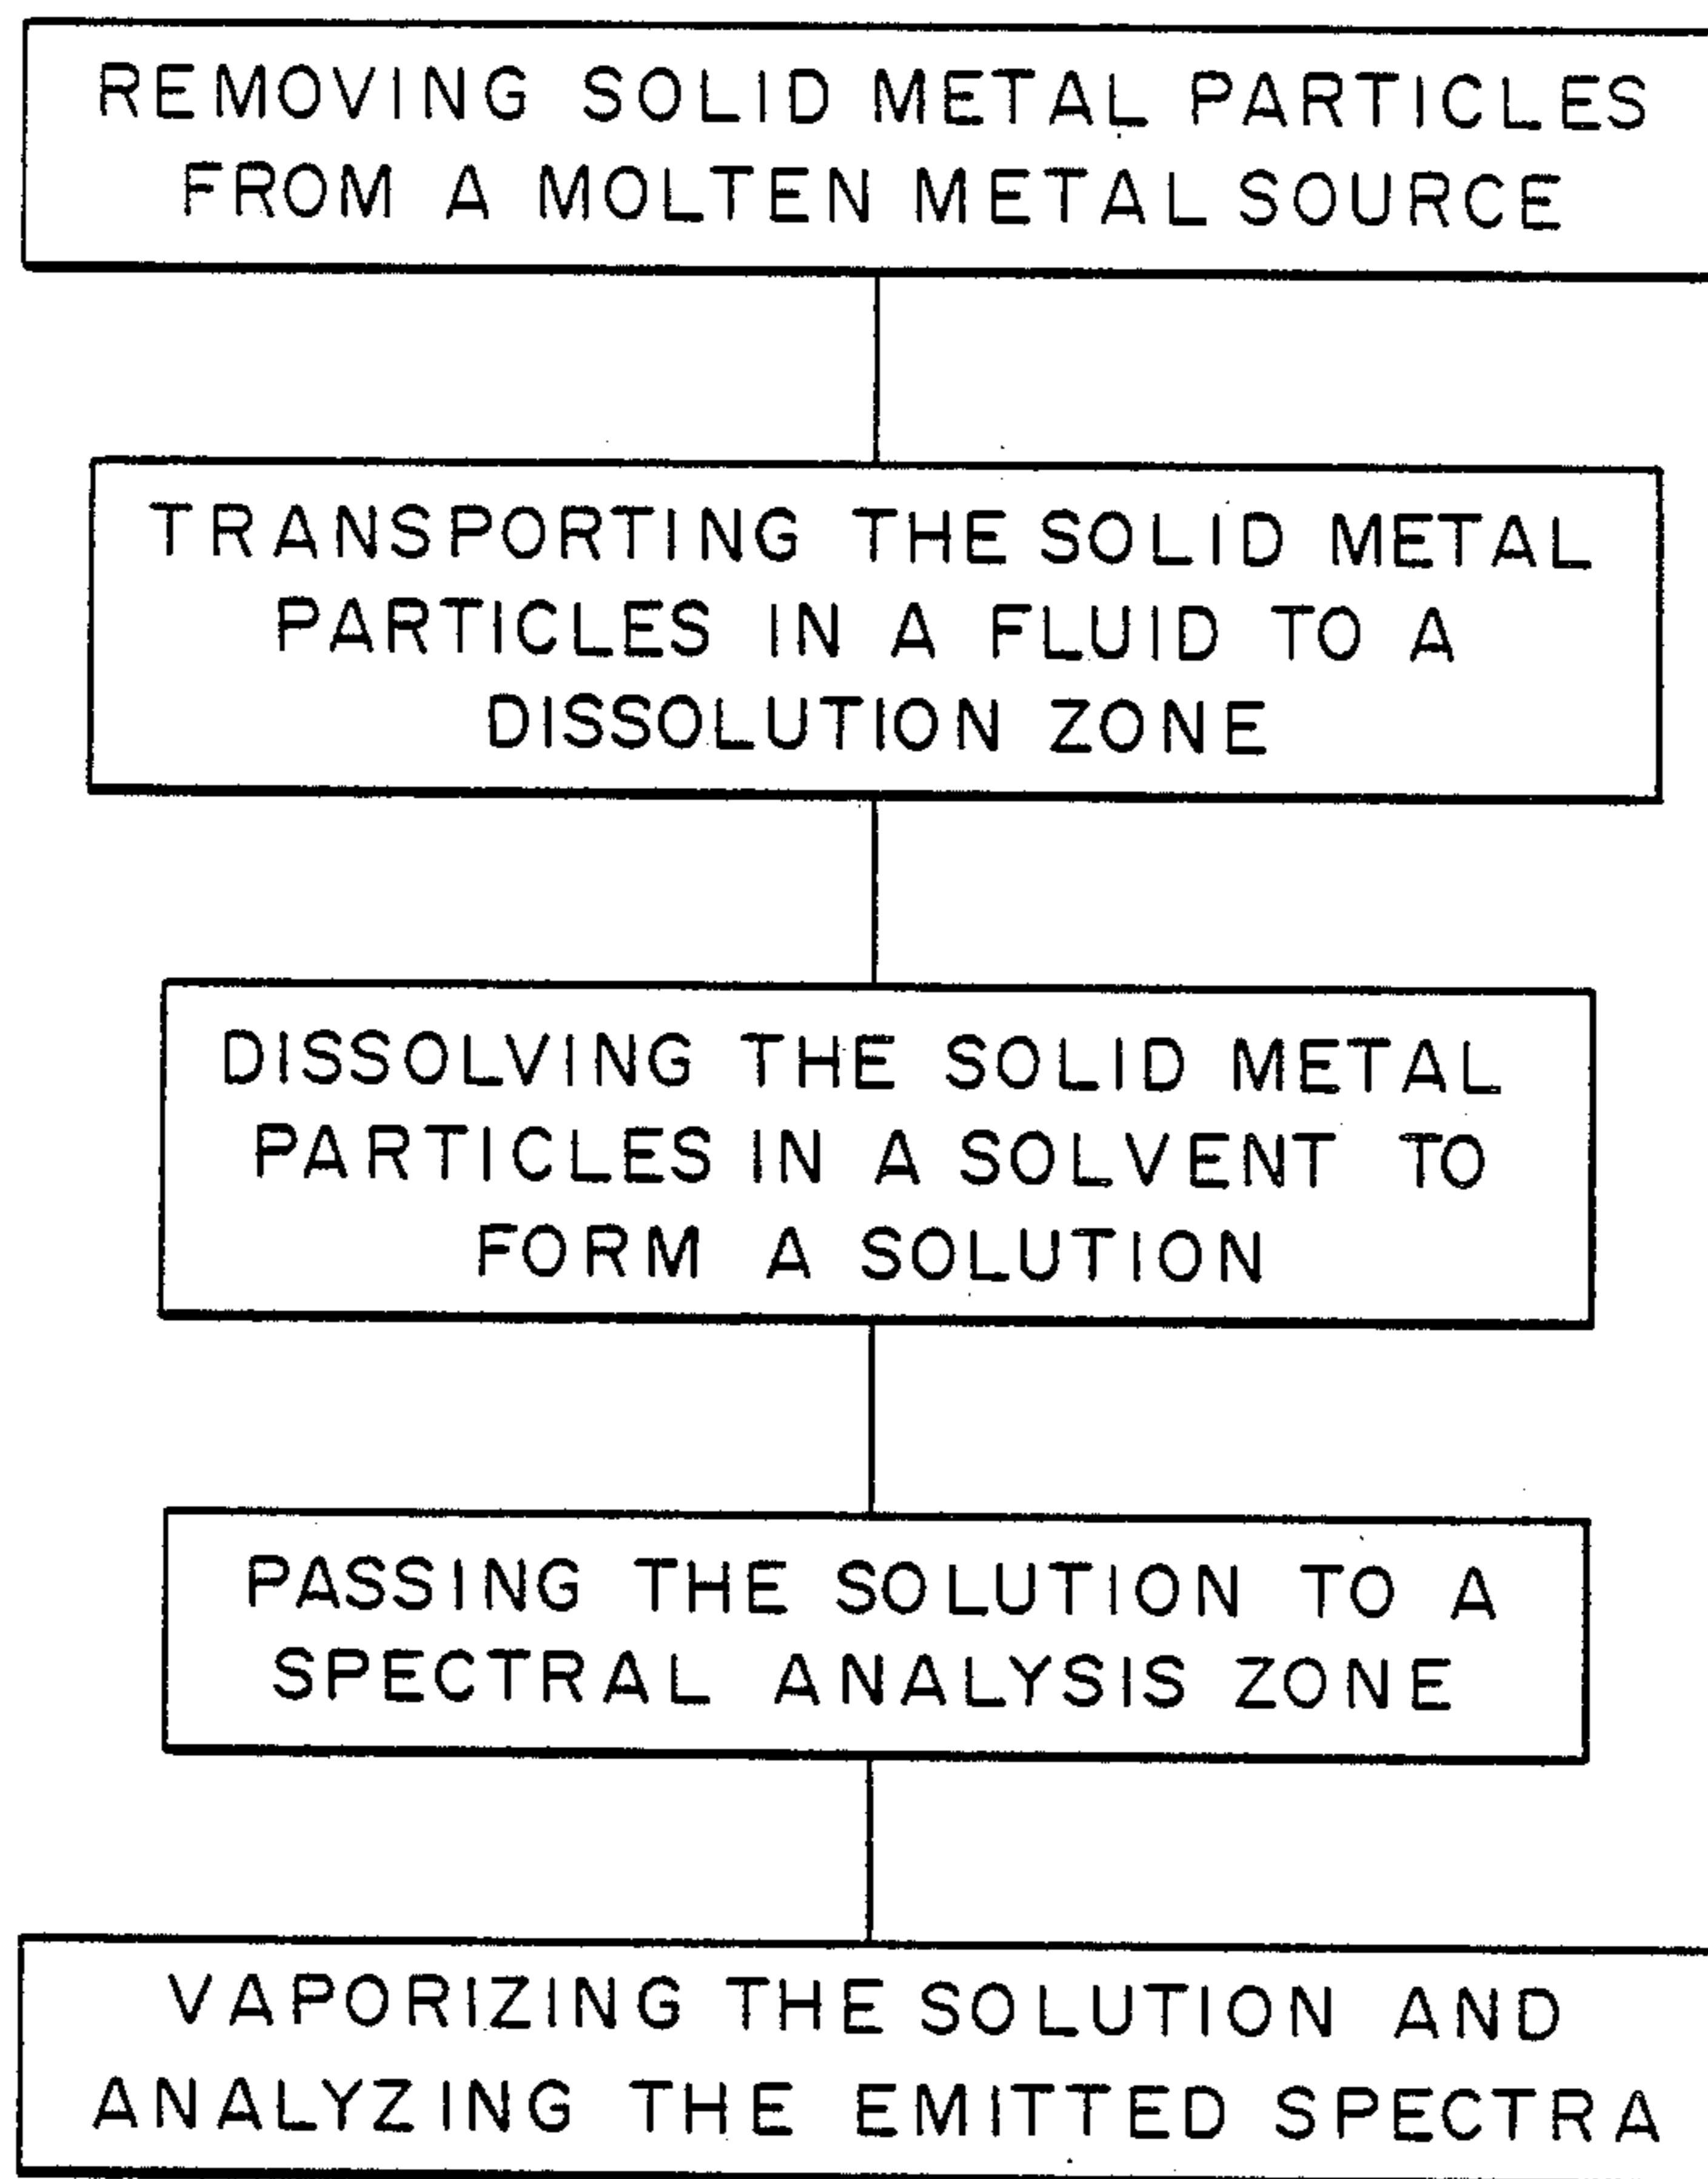 REMOVING SOLID METAL PARTICLES
FROM A MOLTEN METAL SOURCE
TRANSPORTING THE SOLID METAL
PARTICLES IN A FLUID TO A
DISSOLUTION ZONE
DISSOLVING THE SOLID METAL
PARTICLES IN A SOLVENT TO
FORM A SOLUTION
PASSING THE SOLUTION TO A
SPECTRAL ANALYSIS ZONE
VAPORIZING THE SOLUTION AND
ANALYZING THE EMITTED SPECTRA